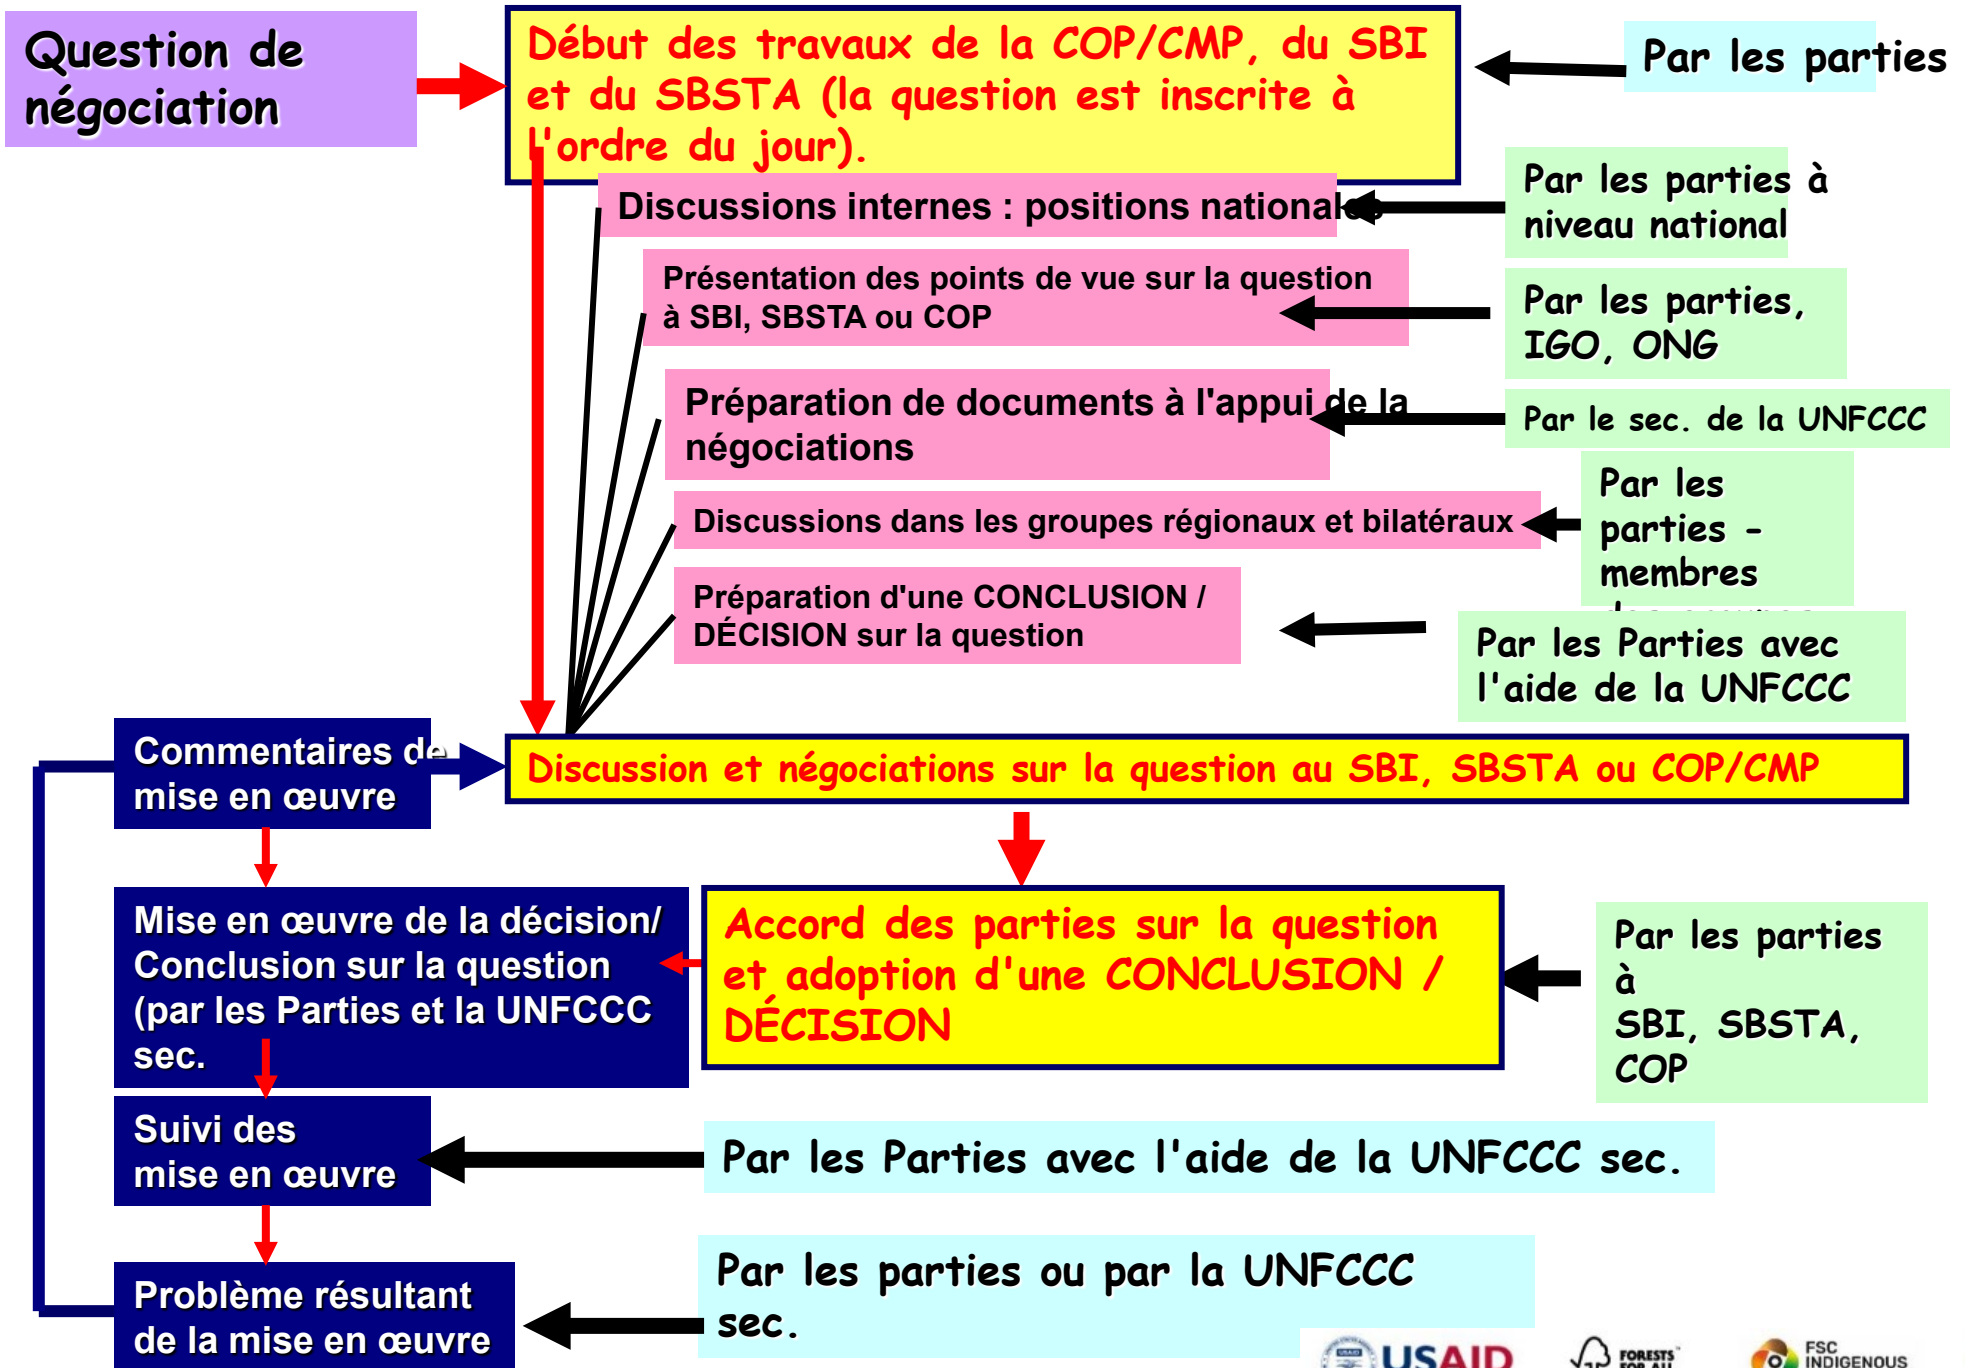 Question de
négociation
Début des travaux de la COP/CMP, du SBI
et du SBSTA (la question est inscrite à
l'ordre du jour).
Par les parties
Discussions internes : positions nationales
Par les parties à
niveau national
Présentation des points de vue sur la question
à SBI, SBSTA ou COP
Par les parties,
IGO, ONG
Préparation de documents à l'appui de la
négociations
Par le sec. de la UNFCCC
Discussions dans les groupes régionaux et bilatéraux
Par les
parties -
membres
Préparation d'une CONCLUSION /
DÉCISION sur la question
Par les Parties avec
l'aide de la UNFCCC
Commentaires de
mise en œuvre
Discussion et négociations sur la question au SBI, SBSTA ou COP/CMP
Mise en œuvre de la décision/
Conclusion sur la question
(par les Parties et la UNFCCC
sec.
Accord des parties sur la question
et adoption d'une CONCLUSION /
DÉCISION
Par les parties
à
SBI, SBSTA,
COP
Suivi des
mise en œuvre
Par les Parties avec l'aide de la UNFCCC sec.
Problème résultant
de la mise en œuvre
Par les parties ou par la UNFCCC
sec.
USAID
FORESTS
FOR ALL
FSC
INDIGENOUS